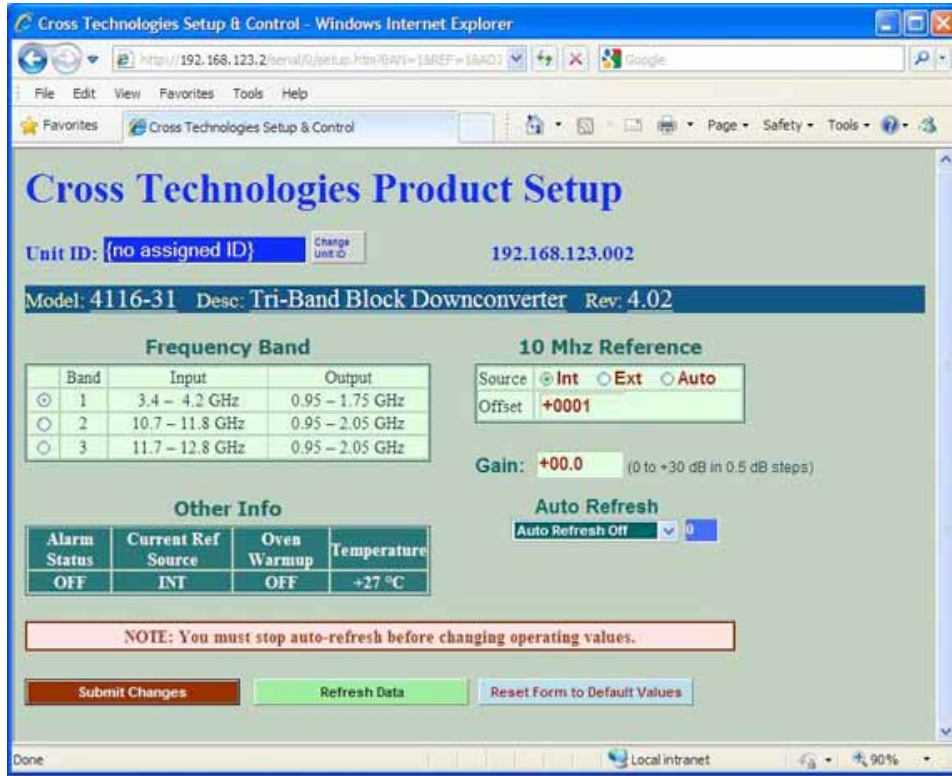 Cross Technologies Setup & Control - Windows Internet Explorer
http://192.168.123.2/serial/0/setup.htm?BAN=1&REF=1&AD
Google
File Edit View Favorites Tools Help
Favorites Cross Technologies Setup & Control Page Safety Tools
Cross Technologies Product Setup
Unit ID: {no assigned ID} Change Unit ID 192.168.123.002
Model: 4116-31 Desc: Tri-Band Block Downconverter Rev: 4.02
Frequency Band
Band Input Output
1 3.4 – 4.2 GHz 0.95 – 1.75 GHz
2 10.7 – 11.8 GHz 0.95 – 2.05 GHz
3 11.7 – 12.8 GHz 0.95 – 2.05 GHz
10 Mhz Reference
Source Int Ext Auto
Offset +0001
Gain: +00.0 (0 to +30 dB in 0.5 dB steps)
Auto Refresh
Auto Refresh Off 0
Other Info
Alarm Status Current Ref Source Oven Warmup Temperature
OFF INT OFF +27 °C
NOTE: You must stop auto-refresh before changing operating values.
Submit Changes Refresh Data Reset Form to Default Values
Done Local intranet 90%